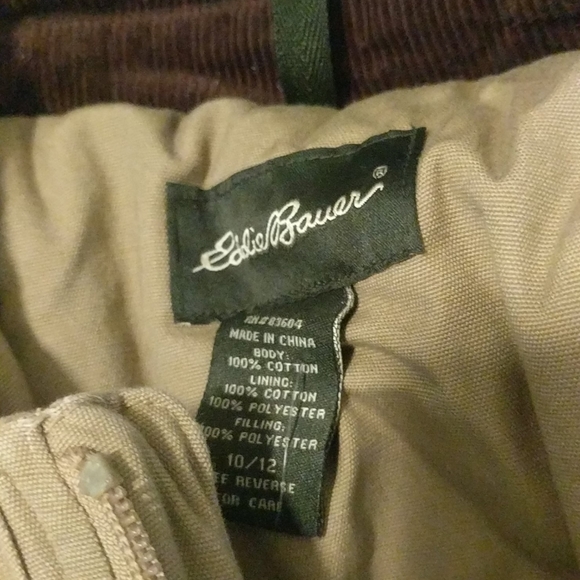 Eddie Bauer®
RN# 83604
MADE IN CHINA
BODY:
100% COTTON
LINING:
100% COTTON
100% POLYESTER
FILLING:
100% POLYESTER
10/12
EE REVERSE
FOR CARE